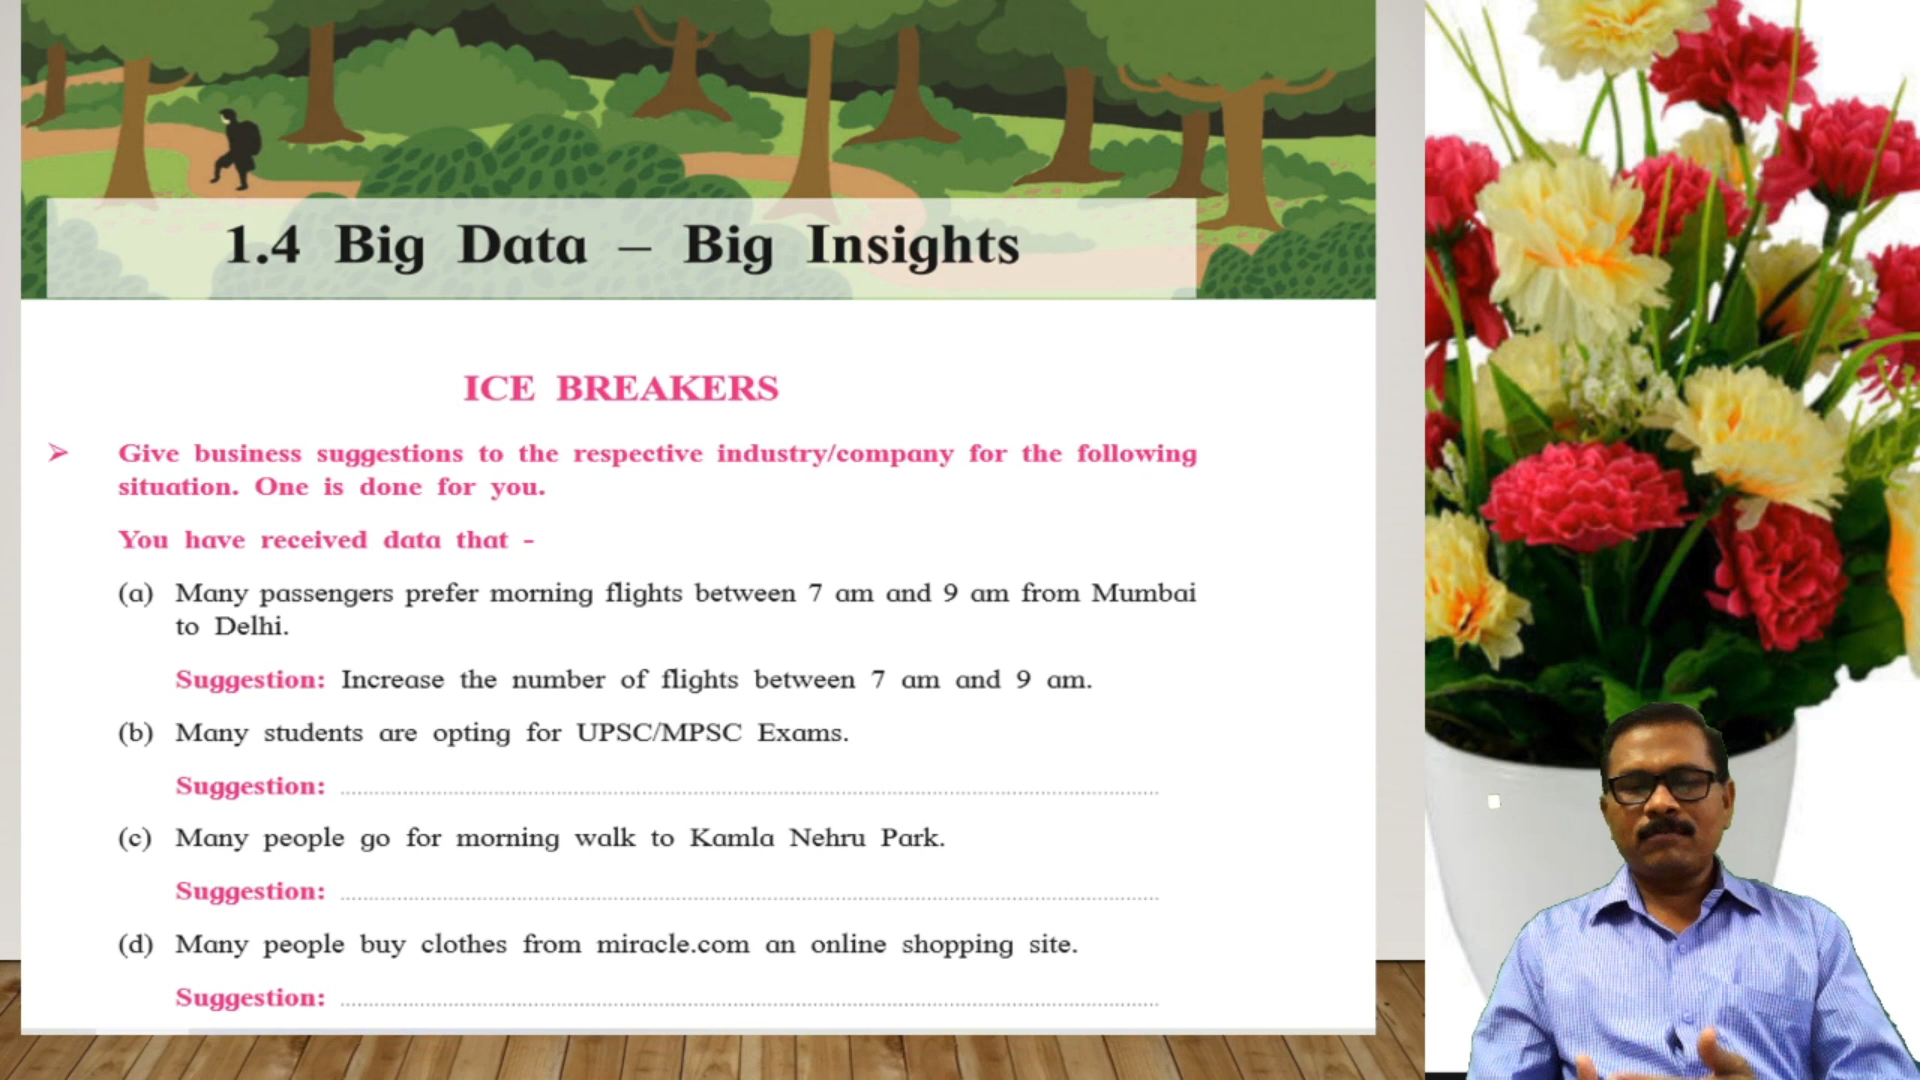 1.4 Big Data – Big Insights
ICE BREAKERS
➢ Give business suggestions to the respective industry/company for the following
situation. One is done for you.
You have received data that -
(a) Many passengers prefer morning flights between 7 am and 9 am from Mumbai
to Delhi.
Suggestion: Increase the number of flights between 7 am and 9 am.
(b) Many students are opting for UPSC/MPSC Exams.
Suggestion: ........................................................................
(c) Many people go for morning walk to Kamla Nehru Park.
Suggestion: ........................................................................
(d) Many people buy clothes from miracle.com an online shopping site.
Suggestion: ........................................................................